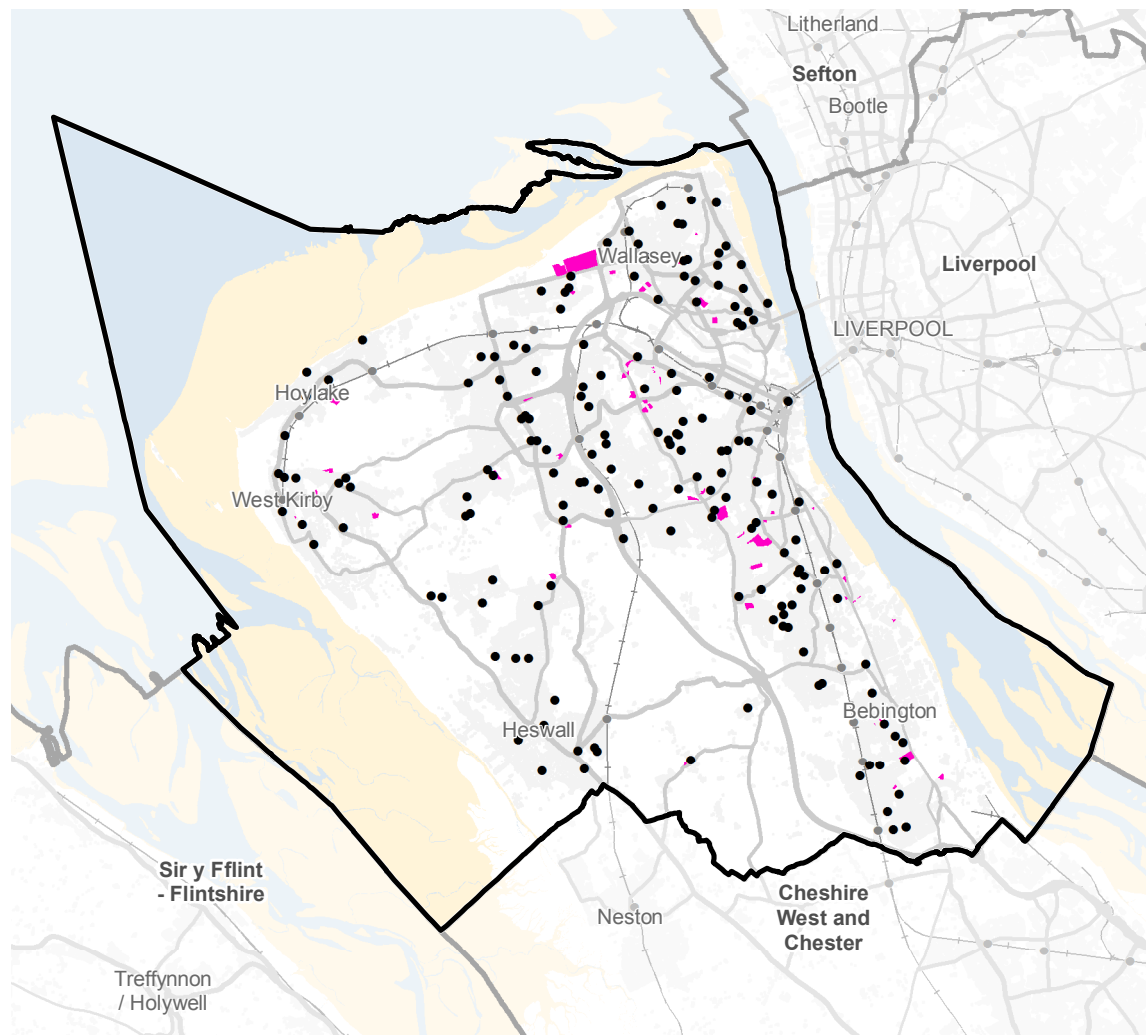 Litherland
Sefton
Bootle
Wallasey
Liverpool
LIVERPOOL
Hoylake
West Kirby
Heswall
Bebington
Sir y Fflint
- Flintshire
Cheshire
West and
Chester
Neston
Treffynnon
/ Holywell